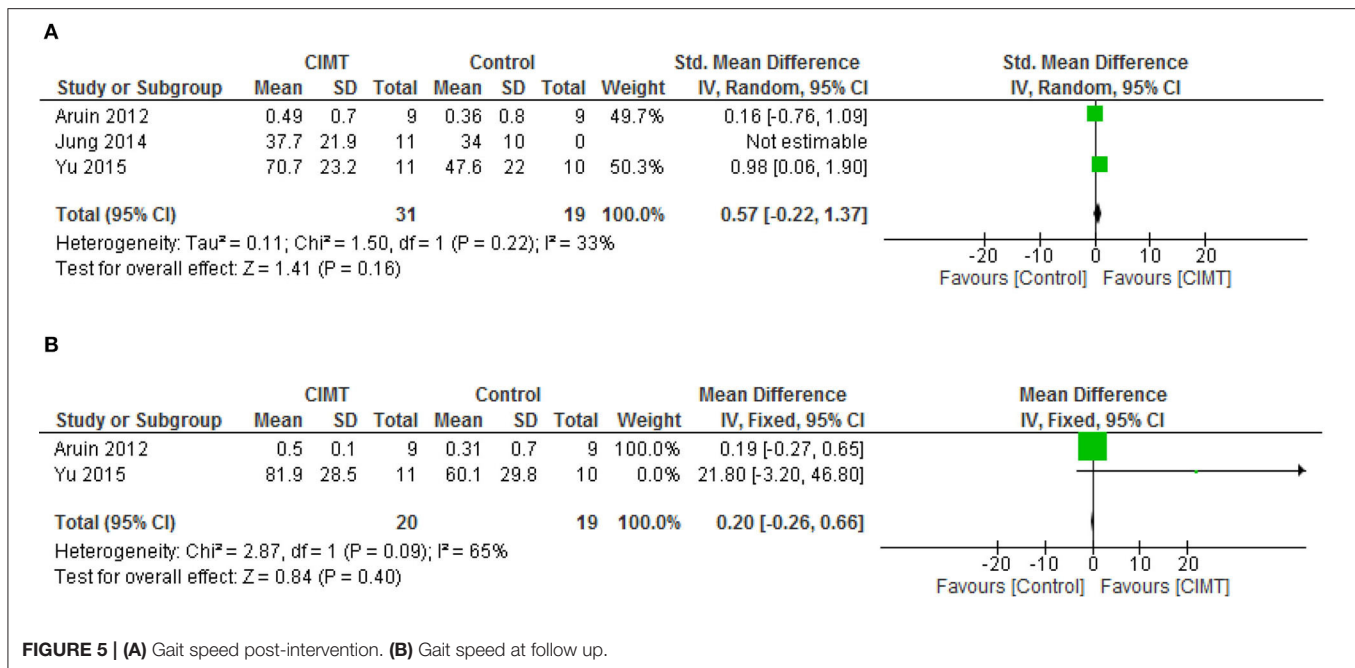 A
CIMT Control Std. Mean Difference Std. Mean Difference
Study or Subgroup Mean SD Total Mean SD Total Weight IV, Random, 95% CI IV, Random, 95% CI
Aruin 2012 0.49 0.7 9 0.36 0.8 9 49.7% 0.16 [-0.76, 1.09]
Jung 2014 37.7 21.9 11 34 10 0 Not estimable
Yu 2015 70.7 23.2 11 47.6 22 10 50.3% 0.98 [0.06, 1.90]
Total (95% CI) 31 19 100.0% 0.57 [-0.22, 1.37]
Heterogeneity: Tau² = 0.11; Chi² = 1.50, df = 1 (P = 0.22); I² = 33%
Test for overall effect: Z = 1.41 (P = 0.16)
-20 -10 0 10 20
Favours [Control] Favours [CIMT]
B
CIMT Control Mean Difference Mean Difference
Study or Subgroup Mean SD Total Mean SD Total Weight IV, Fixed, 95% CI IV, Fixed, 95% CI
Aruin 2012 0.5 0.1 9 0.31 0.7 9 100.0% 0.19 [-0.27, 0.65]
Yu 2015 81.9 28.5 11 60.1 29.8 10 0.0% 21.80 [-3.20, 46.80]
Total (95% CI) 20 19 100.0% 0.20 [-0.26, 0.66]
Heterogeneity: Chi² = 2.87, df = 1 (P = 0.09); I² = 65%
Test for overall effect: Z = 0.84 (P = 0.40)
-20 -10 0 10 20
Favours [Control] Favours [CIMT]
FIGURE 5 | (A) Gait speed post-intervention. (B) Gait speed at follow up.